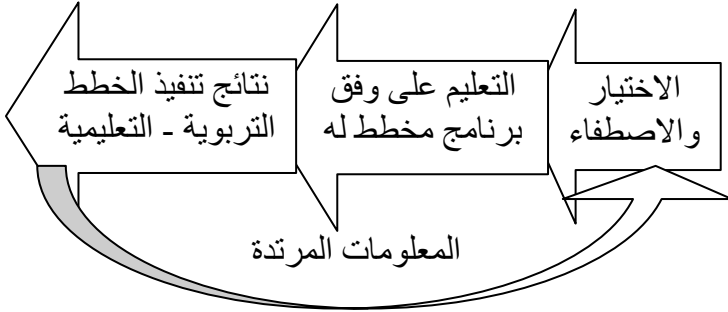 الاختيار
والاصطفاء
التعليم على وفق
برنامج مخطط له
نتائج تنفيذ الخطط
التربوية - التعليمية
المعلومات المرتدة